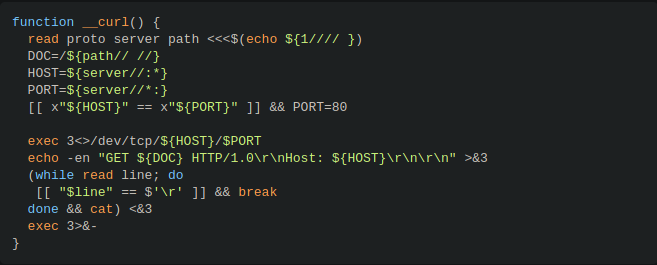 function __curl() {
  read proto server path <<<$(echo ${1//// })
  DOC=/${path// //}
  HOST=${server//:*}
  PORT=${server//*:}
  [[ x"${HOST}" == x"${PORT}" ]] && PORT=80

  exec 3<>/dev/tcp/${HOST}/$PORT
  echo -en "GET ${DOC} HTTP/1.0\r\nHost: ${HOST}\r\n\r\n" >&3
  (while read line; do
   [[ "$line" == $'\r' ]] && break
  done && cat) <&3
  exec 3>&-
}